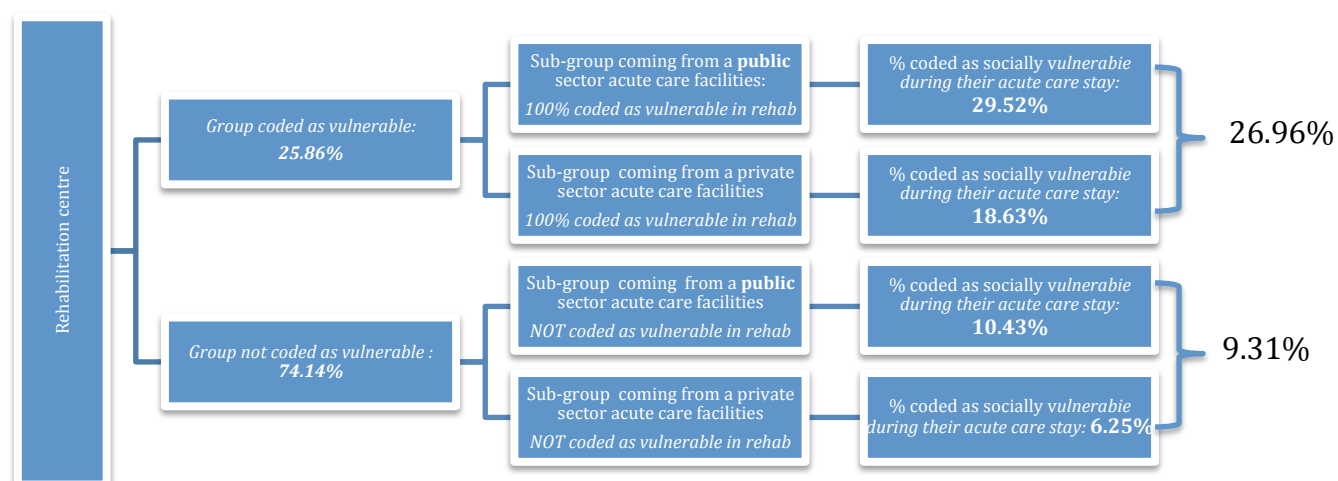 Rehabilitation centre
Group coded as vulnerable:
25.86%
Sub-group coming from a public
sector acute care facilities:
100% coded as vulnerable in rehab
% coded as socially vulnerabie
during their acute care stay:
29.52%
Sub-group coming from a private
sector acute care facilities
100% coded as vulnerable in rehab
% coded as socially vulnerabie
during their acute care stay:
18.63%
26.96%
Group not coded as vulnerable :
74.14%
Sub-group coming from a public
sector acute care facilities
NOT coded as vulnerable in rehab
% coded as socially vulnerabie
during their acute care stay:
10.43%
Sub-group coming from a private
sector acute care facilities
NOT coded as vulnerable in rehab
% coded as socially vulnerabie
during their acute care stay: 6.25%
9.31%